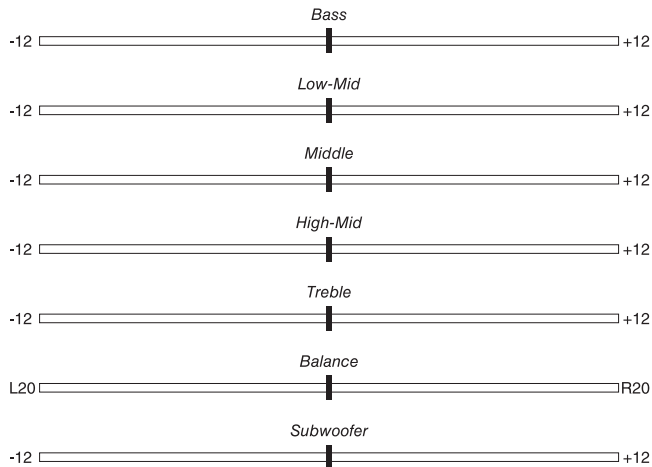 Bass
-12 +12
Low-Mid
-12 +12
Middle
-12 +12
High-Mid
-12 +12
Treble
-12 +12
Balance
L20 R20
Subwoofer
-12 +12